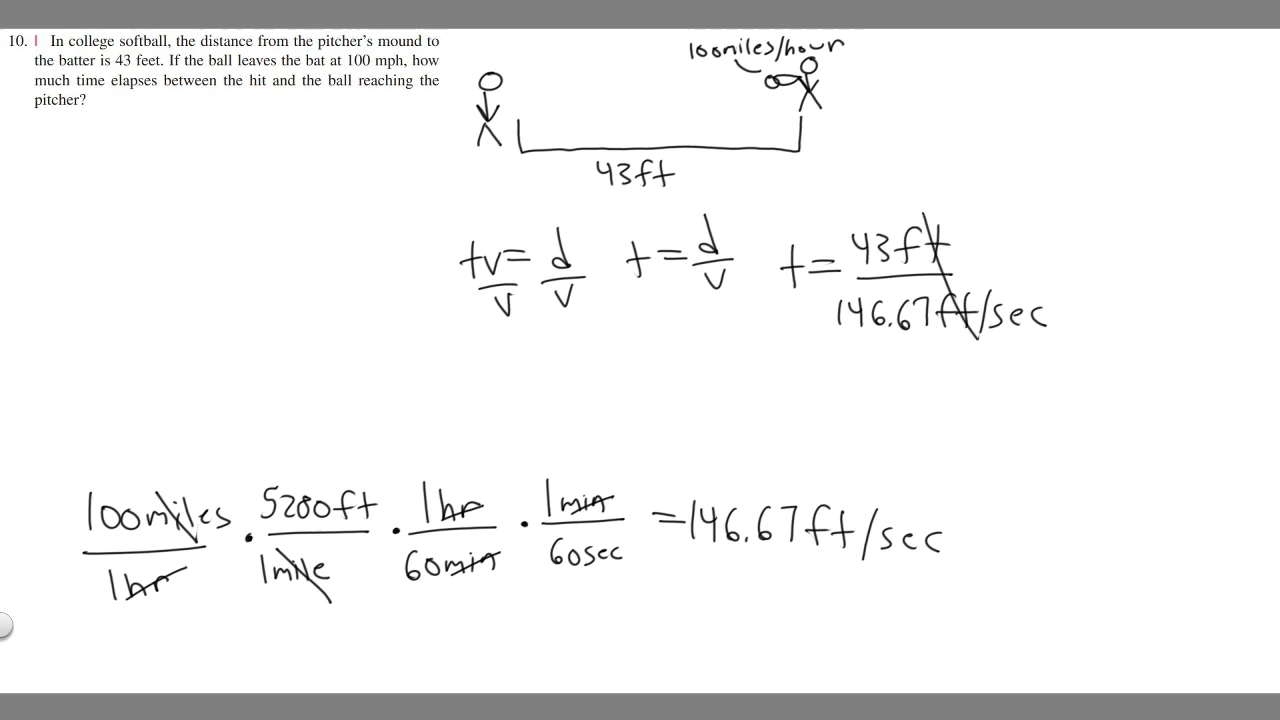 10. | In college softball, the distance from the pitcher's mound to
the batter is 43 feet. If the ball leaves the bat at 100 mph, how
much time elapses between the hit and the ball reaching the
pitcher?
100miles/hour
43ft
tv/v = d/v t = d/v t = 43ft/146.67ft/sec
100miles/1hr · 5280ft/1mile · 1hr/60min · 1min/60sec = 146.67ft/sec